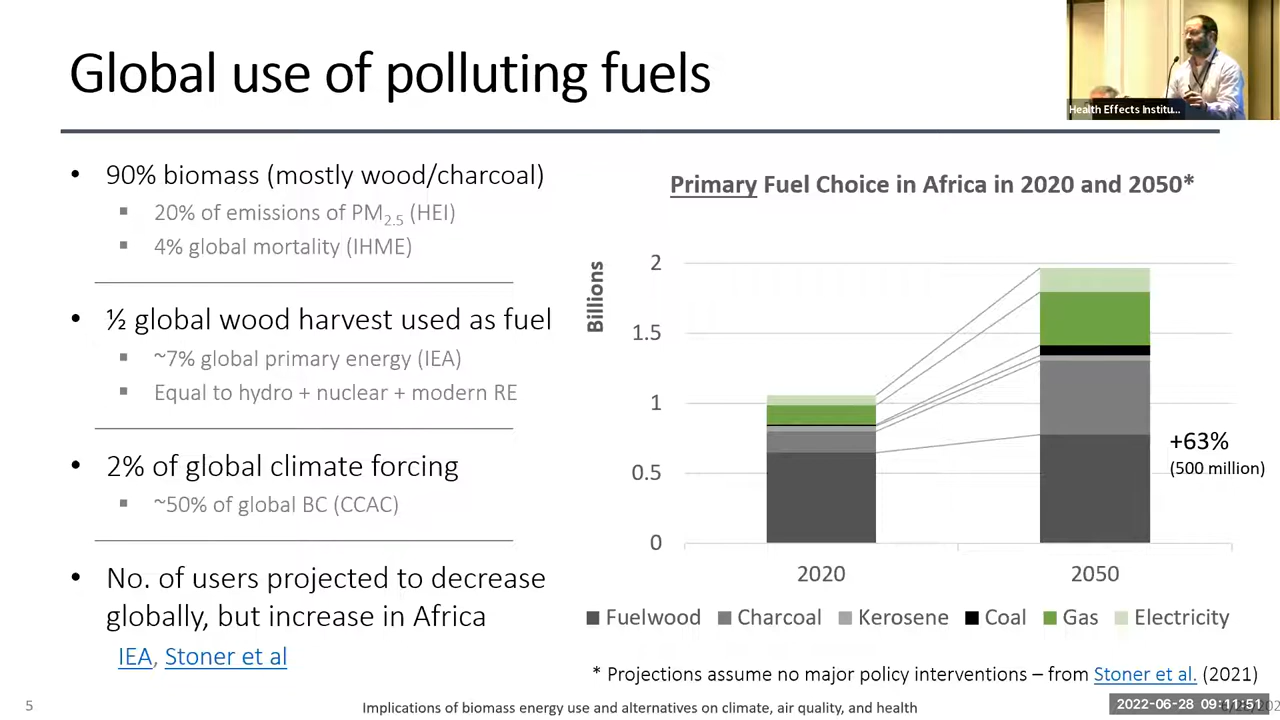 Global use of polluting fuels
Health Effects Institu...
• 90% biomass (mostly wood/charcoal)
▪ 20% of emissions of PM2.5 (HEI)
▪ 4% global mortality (IHME)
• ½ global wood harvest used as fuel
▪ ~7% global primary energy (IEA)
▪ Equal to hydro + nuclear + modern RE
• 2% of global climate forcing
▪ ~50% of global BC (CCAC)
• No. of users projected to decrease
globally, but increase in Africa
IEA, Stoner et al
Primary Fuel Choice in Africa in 2020 and 2050*
Billions
2
1.5
1
0.5
0
+63%
(500 million)
2020 2050
Fuelwood Charcoal Kerosene Coal Gas Electricity
* Projections assume no major policy interventions – from Stoner et al. (2021)
5
Implications of biomass energy use and alternatives on climate, air quality, and health
2022-06-28 09:11:51